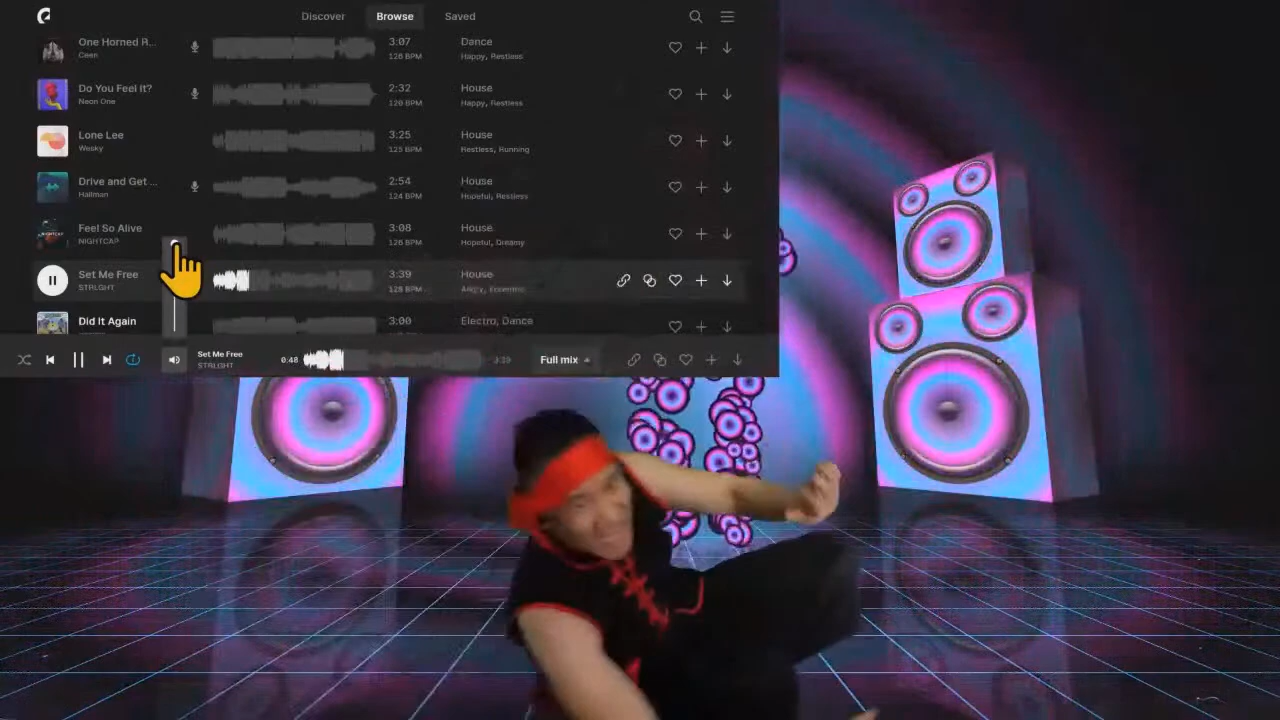 Discover Browse Saved
One Horned R... 3:07 Dance
Ceen 126 BPM Happy, Restless
Do You Feel It? 2:32 House
Neon One 120 BPM Happy, Restless
Lone Lee 3:25 House
Wesky 125 BPM Restless, Running
Drive and Get ... 2:54 House
Hallman 124 BPM Hopeful, Restless
Feel So Alive 3:08 House
NIGHTCAP 126 BPM Hopeful, Dreamy
Set Me Free 3:39 House
STRLGHT 128 BPM Angry, Eccentric
Did It Again 3:00 Electro, Dance
Set Me Free 0:48 3:39 Full mix
STRLGHT